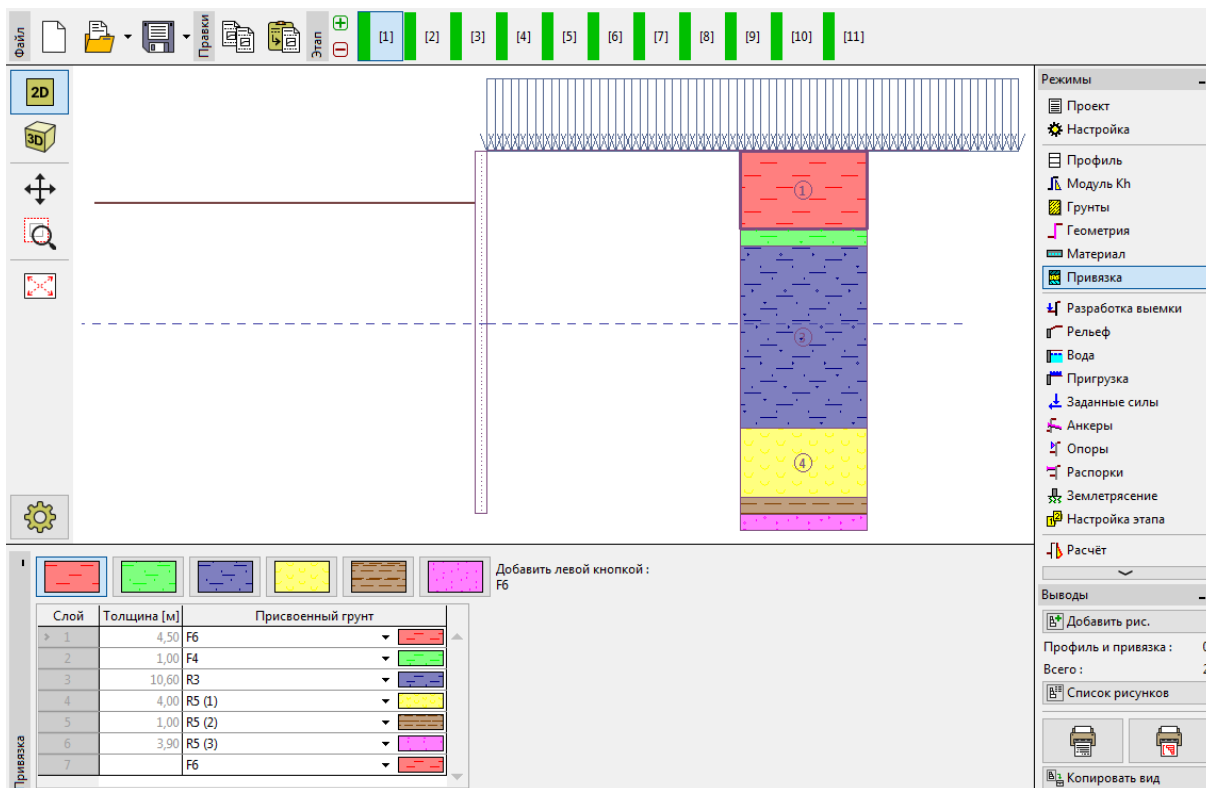 Файл
Правки
Этап
[1] [2] [3] [4] [5] [6] [7] [8] [9] [10] [11]
2D
3D
1
3
4
Режимы
Проект
Настройка
Профиль
Модуль Kh
Грунты
Геометрия
Материал
Привязка
Разработка выемки
Рельеф
Вода
Пригрузка
Заданные силы
Анкеры
Опоры
Распорки
Землетрясение
Настройка этапа
Расчёт
Выводы
Добавить рис.
Профиль и привязка : 0
Всего : 2
Список рисунков
Копировать вид
Привязка
Добавить левой кнопкой :
F6
Слой Толщина [м] Присвоенный грунт
1 4,50 F6
2 1,00 F4
3 10,60 R3
4 4,00 R5 (1)
5 1,00 R5 (2)
6 3,90 R5 (3)
7 F6